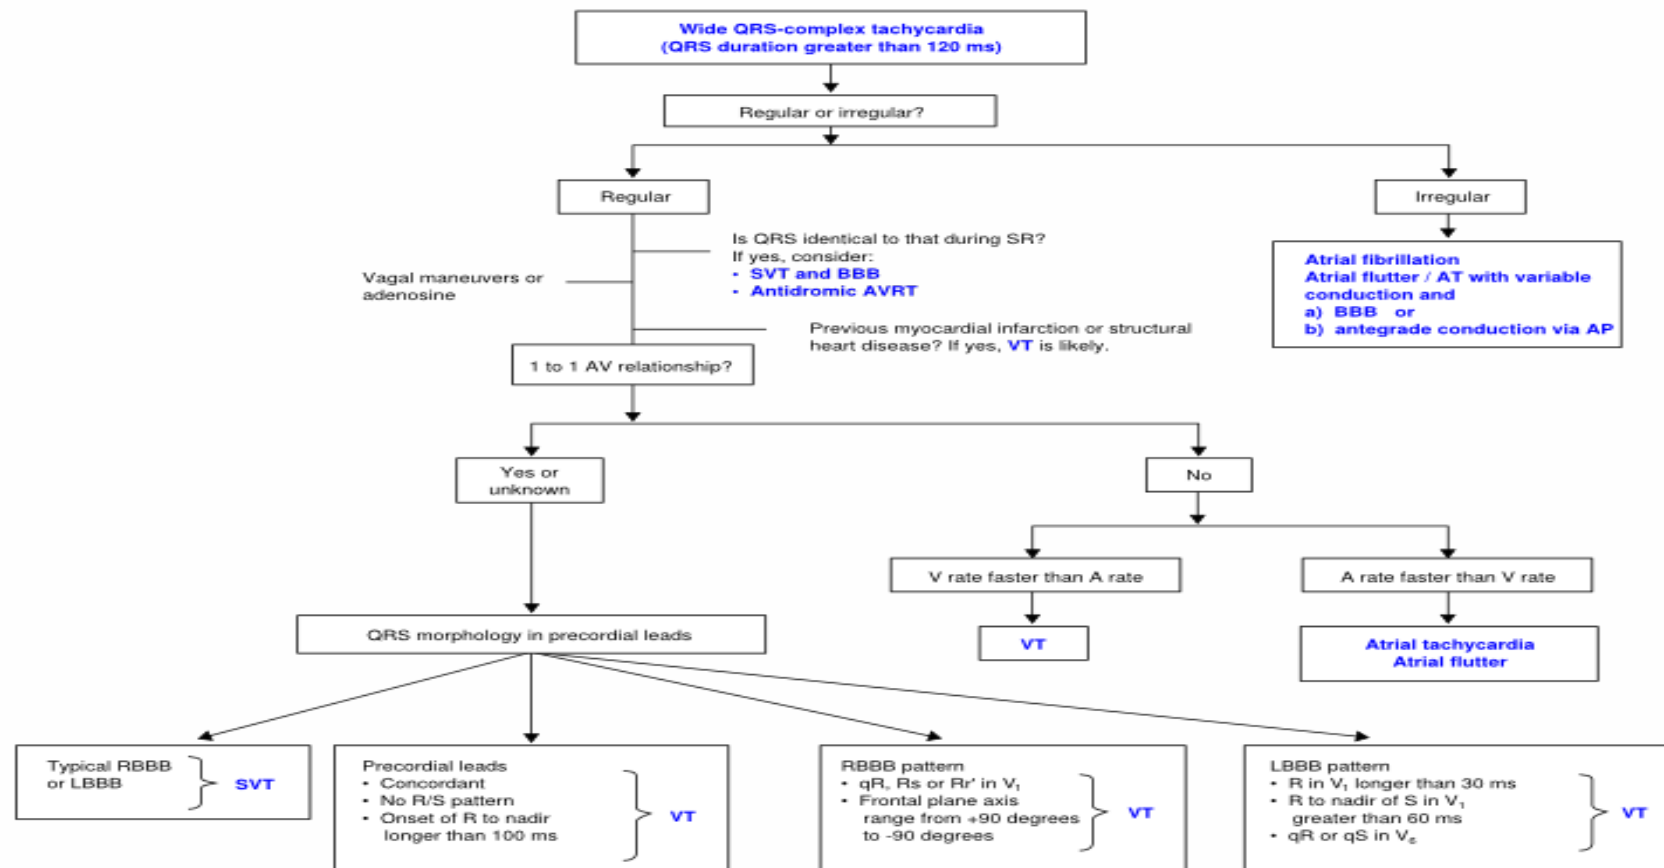 Wide QRS-complex tachycardia
(QRS duration greater than 120 ms)
Regular or irregular?
Regular
Irregular
Is QRS identical to that during SR?
If yes, consider:
• SVT and BBB
• Antidromic AVRT
Vagal maneuvers or
adenosine
Previous myocardial infarction or structural
heart disease? If yes, VT is likely.
Atrial fibrillation
Atrial flutter / AT with variable
conduction and
a) BBB or
b) antegrade conduction via AP
1 to 1 AV relationship?
Yes or
unknown
No
V rate faster than A rate
A rate faster than V rate
QRS morphology in precordial leads
VT
Atrial tachycardia
Atrial flutter
Typical RBBB
or LBBB
SVT
Precordial leads
• Concordant
• No R/S pattern
• Onset of R to nadir
longer than 100 ms
VT
RBBB pattern
• qR, Rs or Rr' in V₁
• Frontal plane axis
range from +90 degrees
to -90 degrees
VT
LBBB pattern
• R in V₁ longer than 30 ms
• R to nadir of S in V₁
greater than 60 ms
• qR or qS in V₆
VT